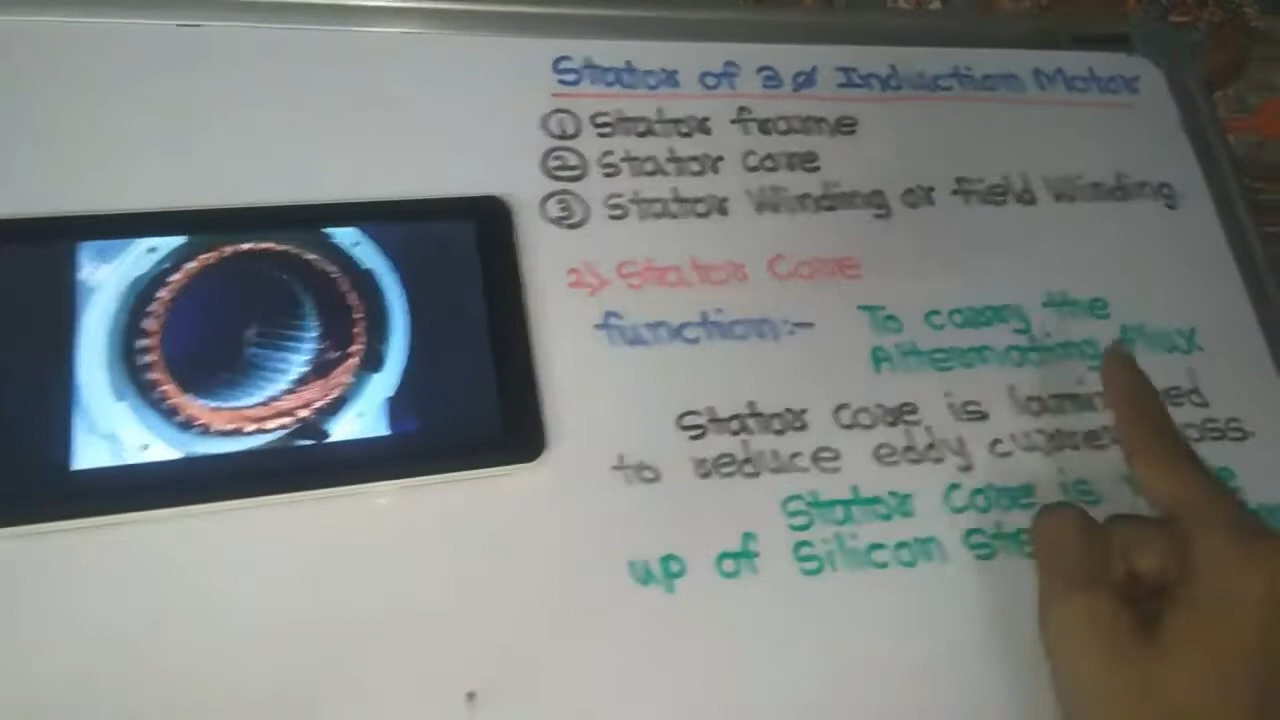 Stator of 3ø Induction Motor
① Stator frame
② Stator Core
③ Stator Winding or field Winding
2) Stator Core
function:- To carry the
Alternating flux
Stator Core is
to reduce eddy
Stator Core is
up of Silicon